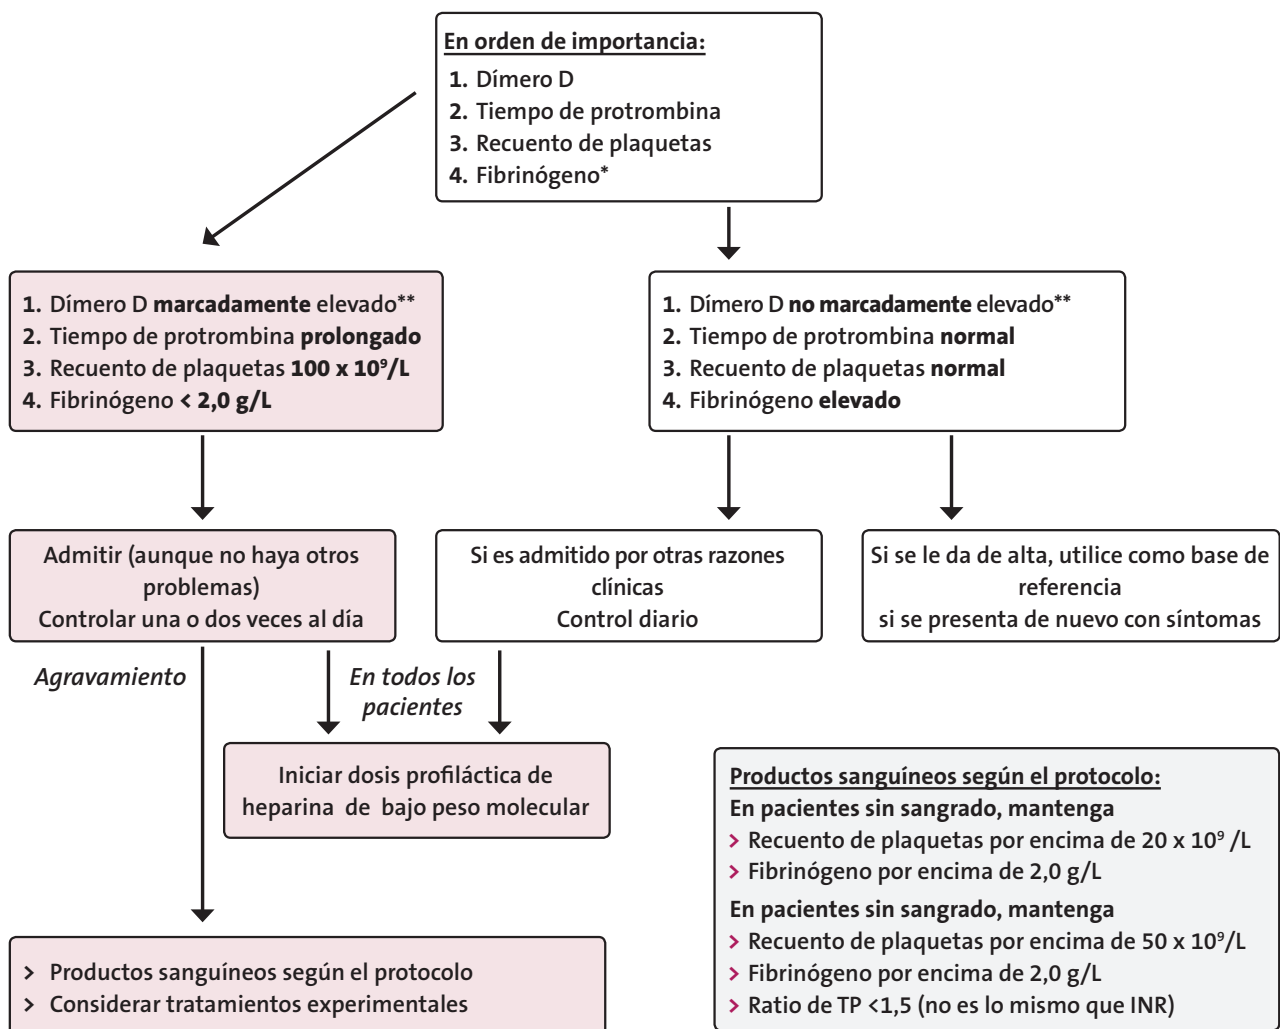 En orden de importancia:
1. Dímero D
2. Tiempo de protrombina
3. Recuento de plaquetas
4. Fibrinógeno*
1. Dímero D marcadamente elevado**
2. Tiempo de protrombina prolongado
3. Recuento de plaquetas 100 x 10⁹/L
4. Fibrinógeno < 2,0 g/L
1. Dímero D no marcadamente elevado**
2. Tiempo de protrombina normal
3. Recuento de plaquetas normal
4. Fibrinógeno elevado
Admitir (aunque no haya otros
problemas)
Controlar una o dos veces al día
Si es admitido por otras razones
clínicas
Control diario
Si se le da de alta, utilice como base de
referencia
si se presenta de nuevo con síntomas
Agravamiento
En todos los
pacientes
Iniciar dosis profiláctica de
heparina de bajo peso molecular
Productos sanguíneos según el protocolo:
En pacientes sin sangrado, mantenga
> Recuento de plaquetas por encima de 20 x 10⁹ /L
> Fibrinógeno por encima de 2,0 g/L
En pacientes sin sangrado, mantenga
> Recuento de plaquetas por encima de 50 x 10⁹/L
> Fibrinógeno por encima de 2,0 g/L
> Ratio de TP <1,5 (no es lo mismo que INR)
> Productos sanguíneos según el protocolo
> Considerar tratamientos experimentales